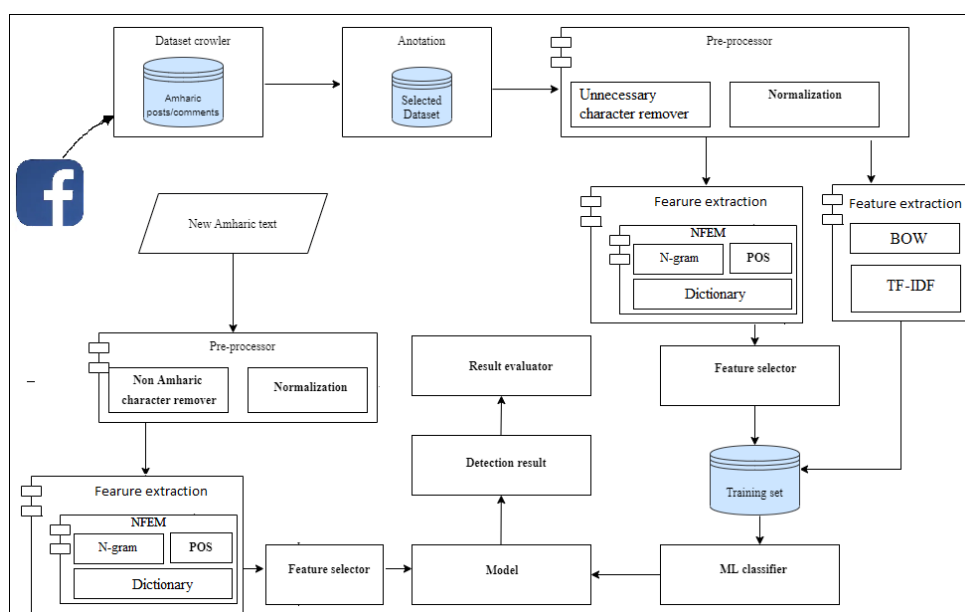 Dataset crowler
Amharic
posts/comments
Anotation
Selected
Dataset
Pre-processor
Unnecessary
character remover
Normalization
f
New Amharic text
Fearure extraction
NFEM
N-gram
POS
Dictionary
Feature extraction
BOW
TF-IDF
Pre-processor
Non Amharic
character remover
Normalization
Result evaluator
Feature selector
Detection result
Training set
Fearure extraction
NFEM
N-gram
POS
Dictionary
Feature selector
Model
ML classifier